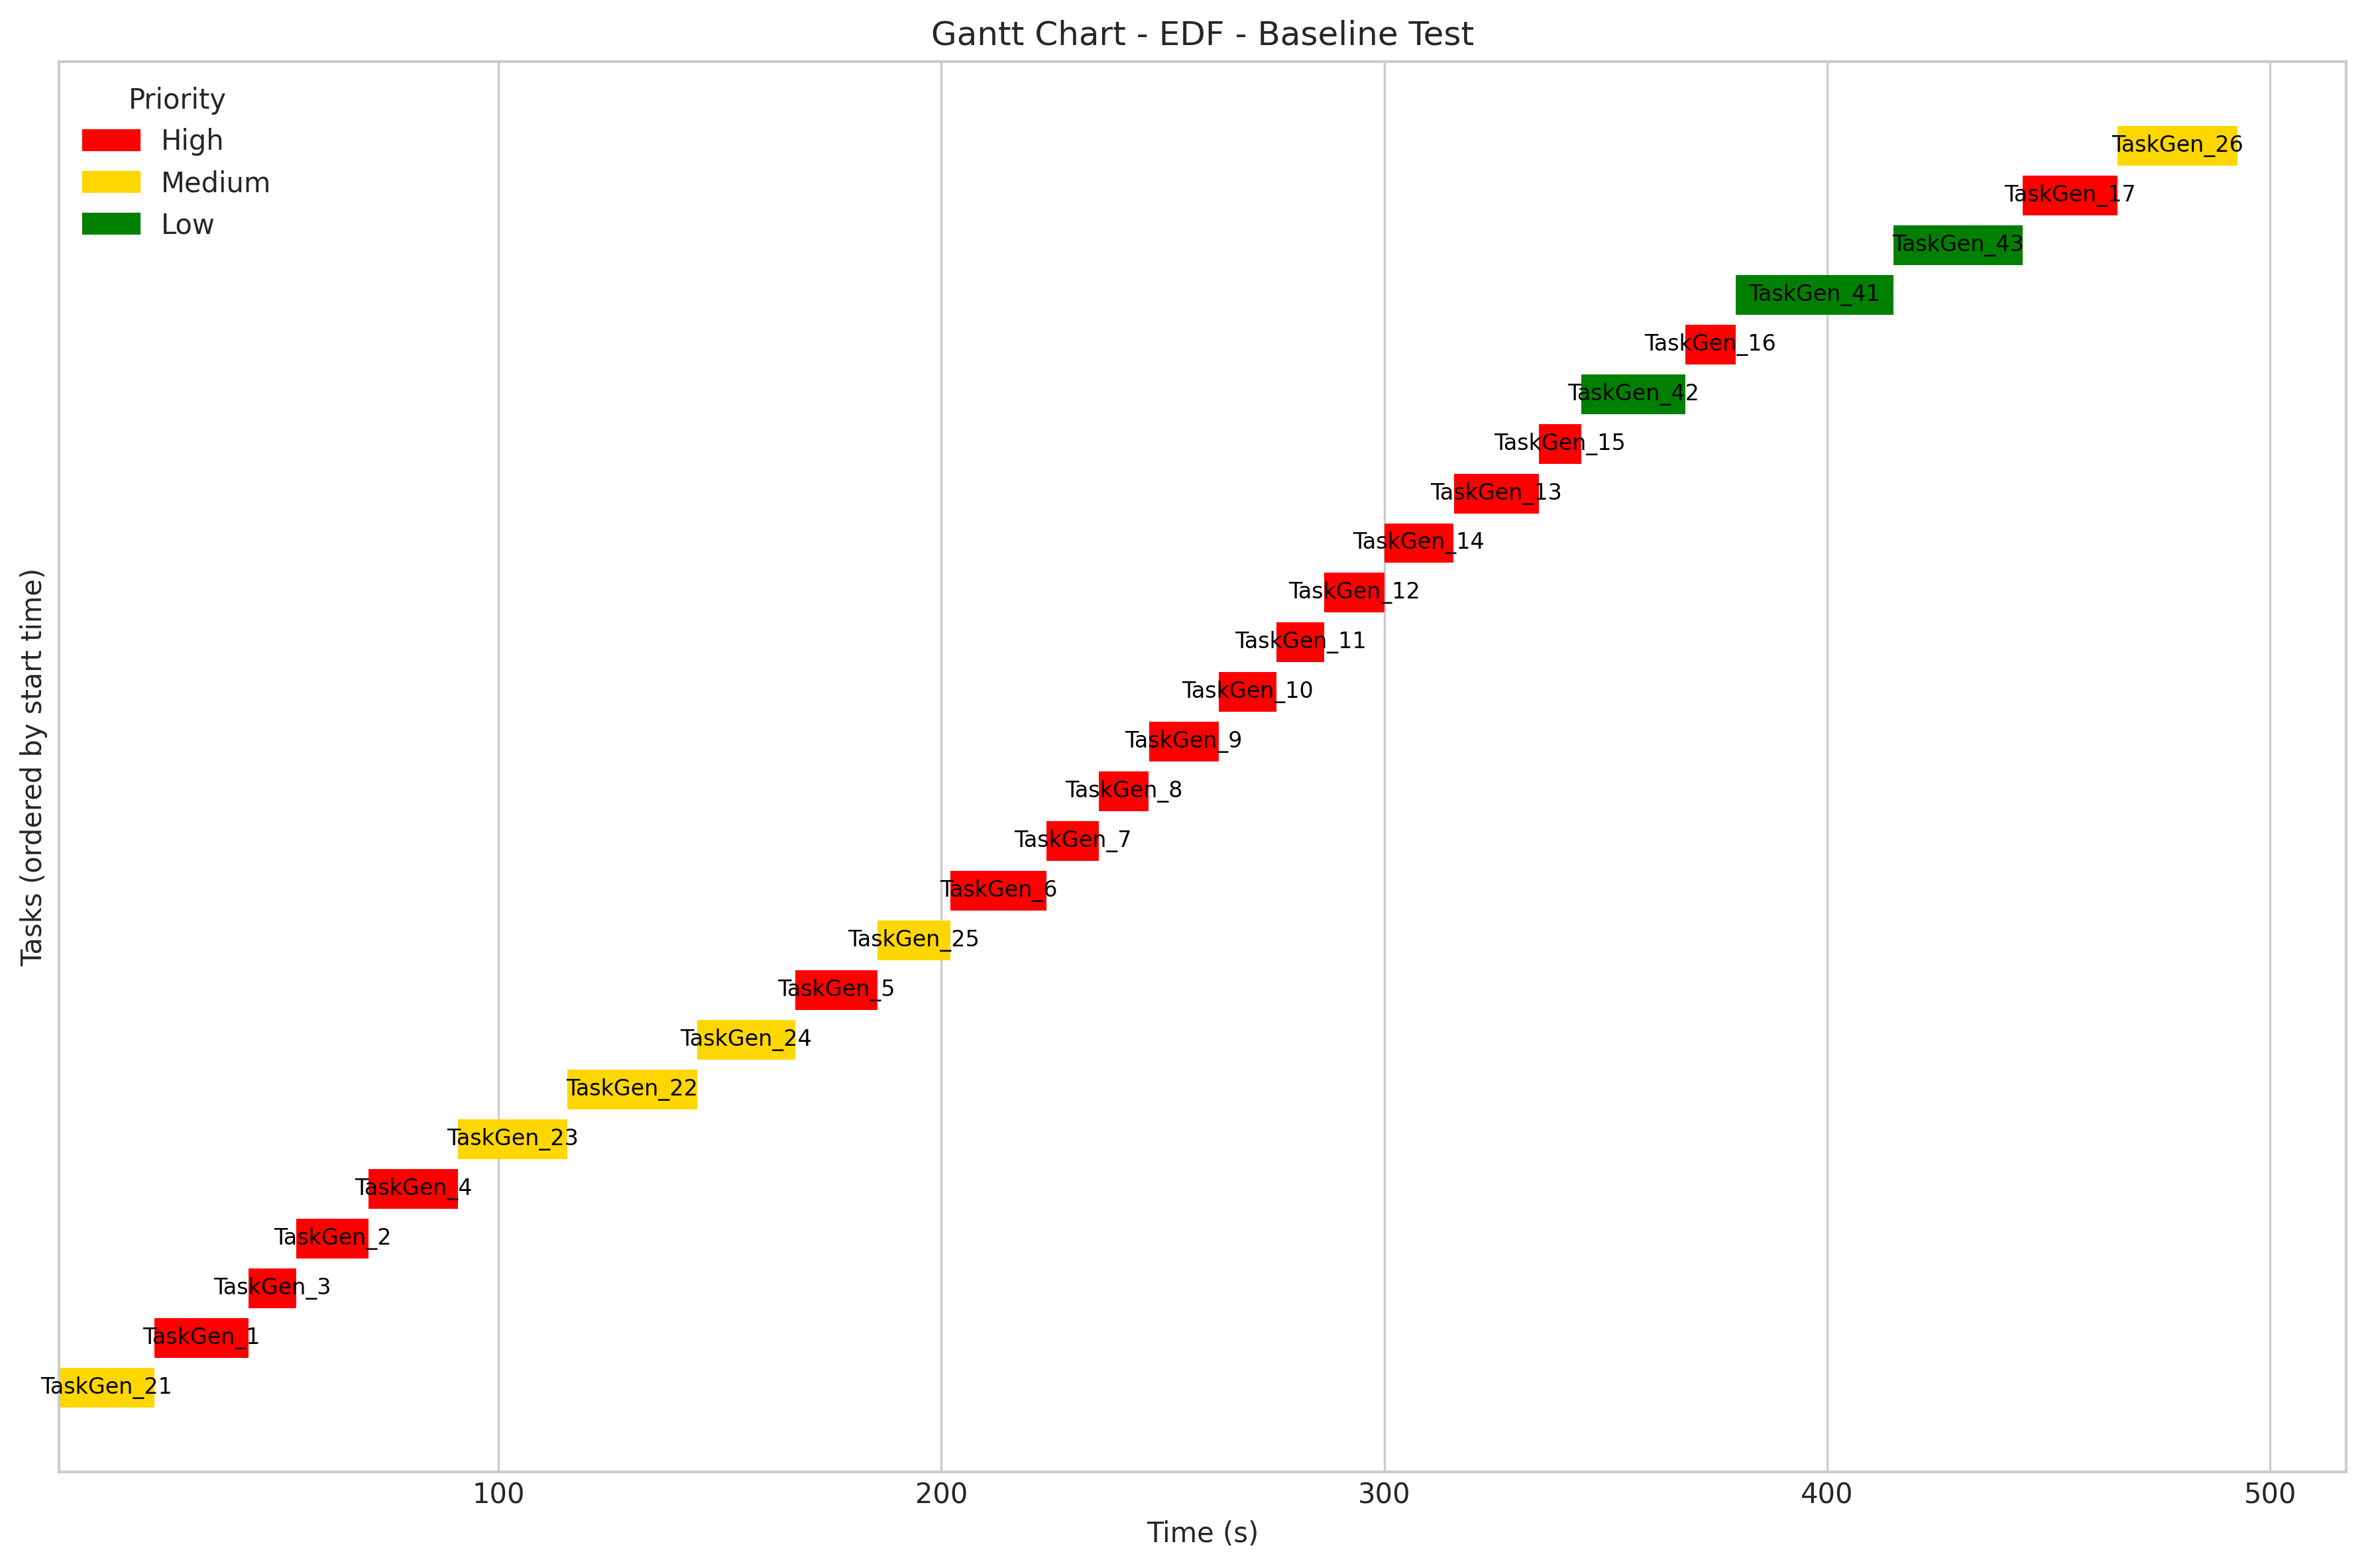 Gantt Chart - EDF - Baseline Test
Priority
High
Medium
Low
TaskGen_26
TaskGen_17
TaskGen_43
TaskGen_41
TaskGen_16
TaskGen_42
TaskGen_15
TaskGen_13
TaskGen_14
TaskGen_12
TaskGen_11
TaskGen_10
TaskGen_9
TaskGen_8
TaskGen_7
TaskGen_6
TaskGen_25
TaskGen_5
TaskGen_24
TaskGen_22
TaskGen_23
TaskGen_4
TaskGen_2
TaskGen_3
TaskGen_1
TaskGen_21
Tasks (ordered by start time)
100 200 300 400 500
Time (s)